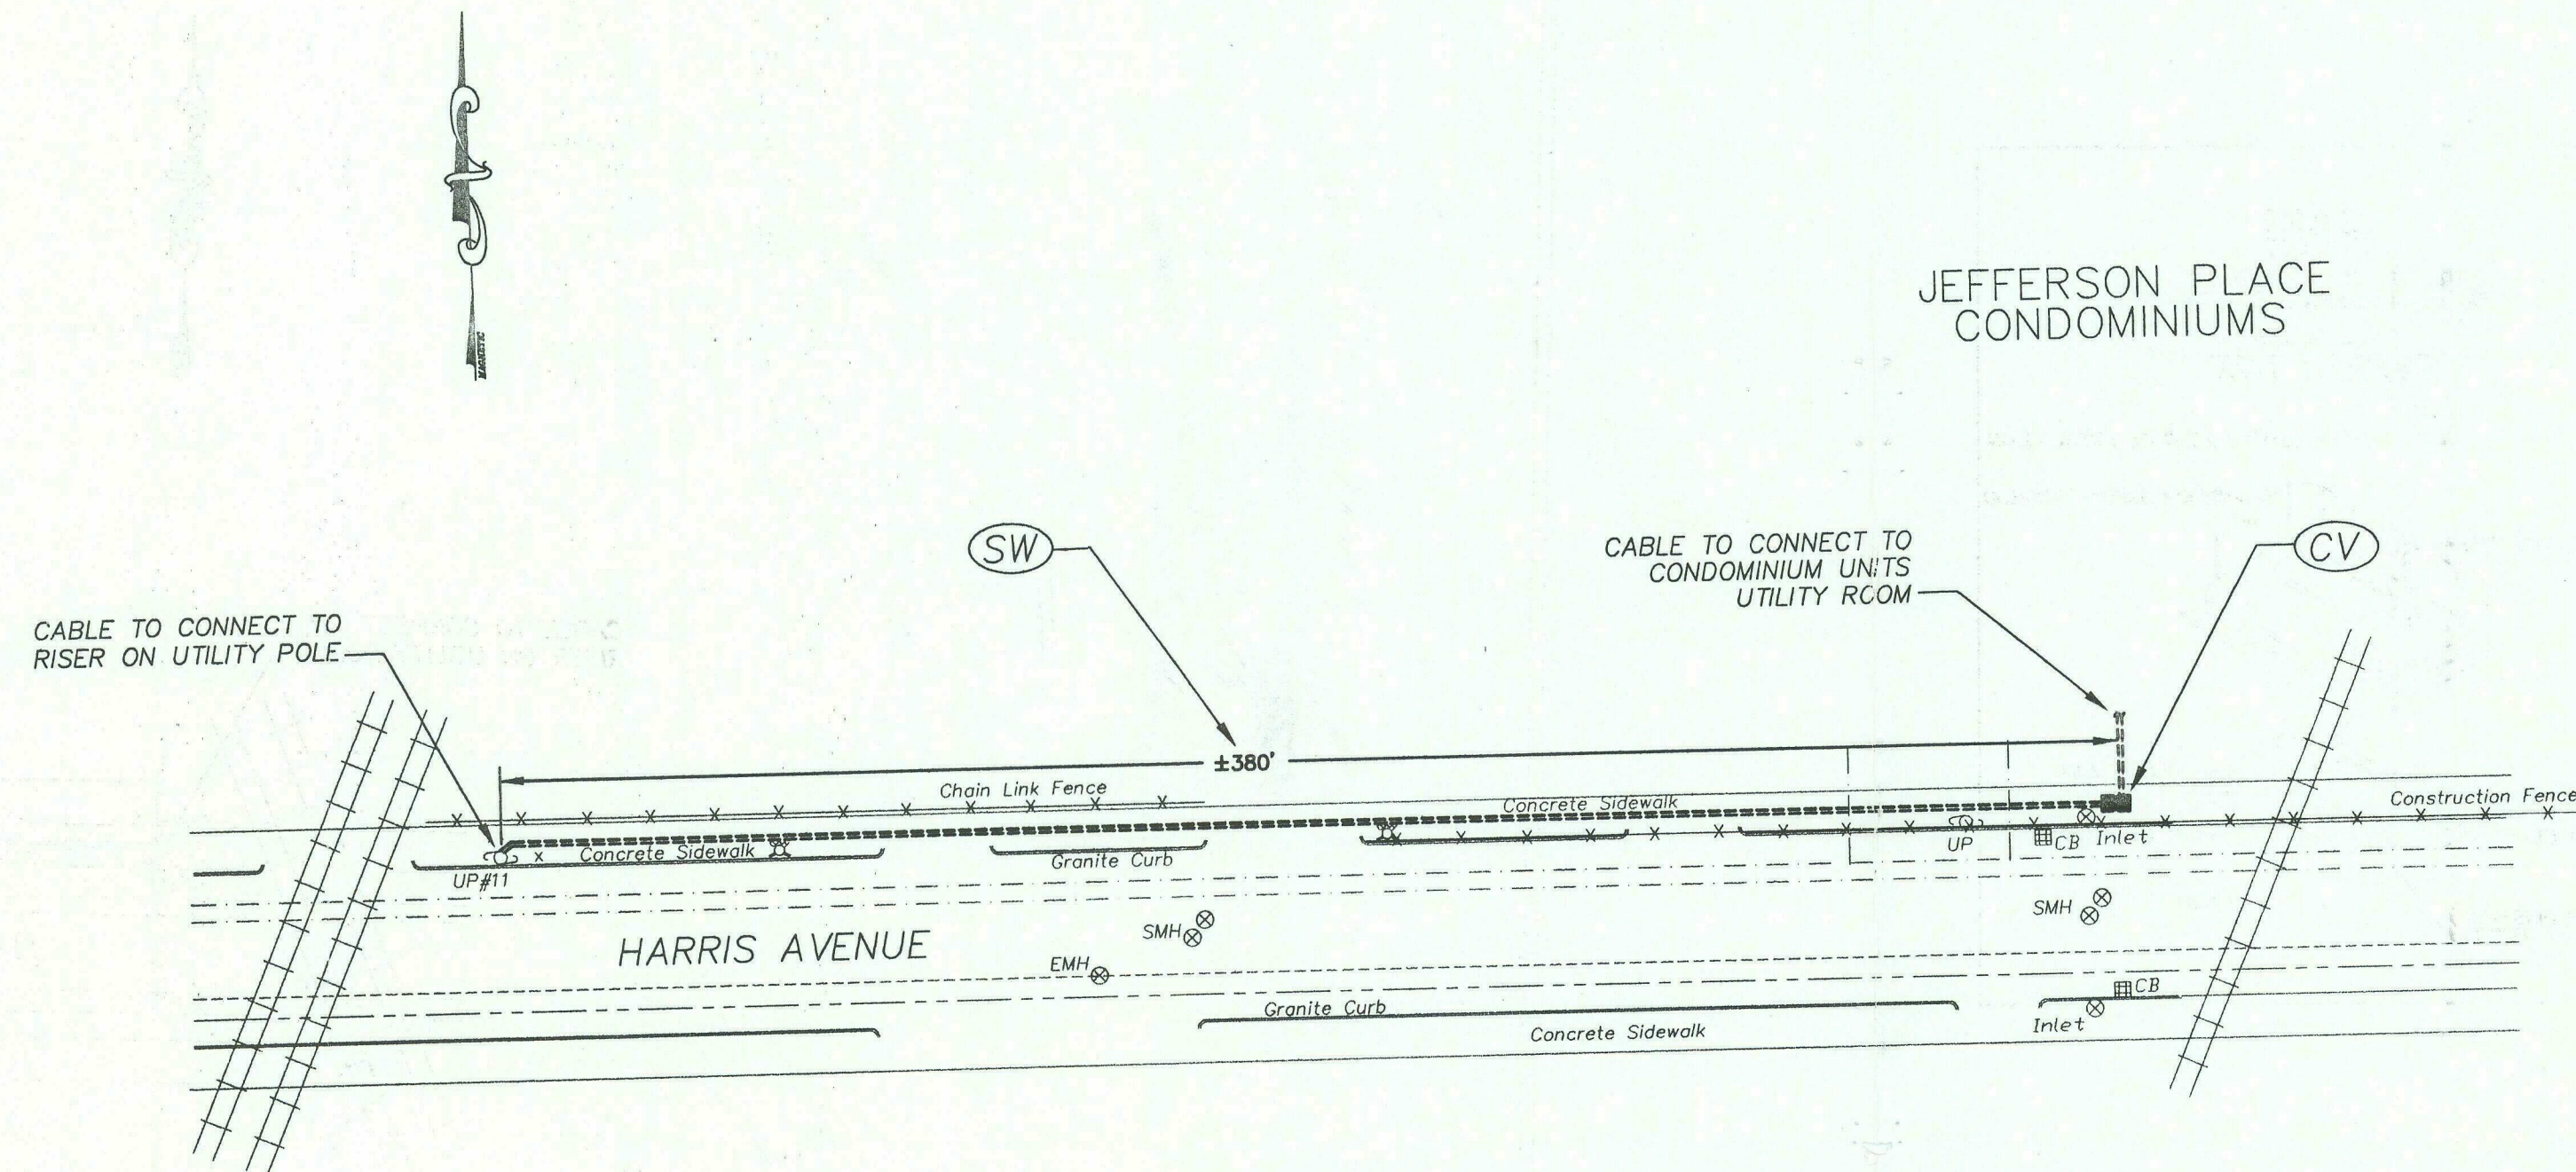 MAGNETIC
JEFFERSON PLACE
CONDOMINIUMS
SW
CABLE TO CONNECT TO
CONDOMINIUM UNITS
UTILITY ROOM
CV
CABLE TO CONNECT TO
RISER ON UTILITY POLE
±380'
Chain Link Fence
Concrete Sidewalk
Construction Fence
Concrete Sidewalk
Granite Curb
UP
CB
Inlet
UP#11
SMH
SMH
HARRIS AVENUE
EMH
CB
Granite Curb
Inlet
Concrete Sidewalk